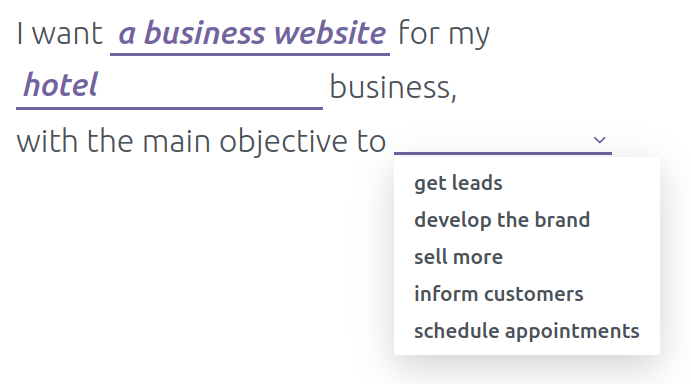 I want a business website for my
hotel business,
with the main objective to
get leads
develop the brand
sell more
inform customers
schedule appointments